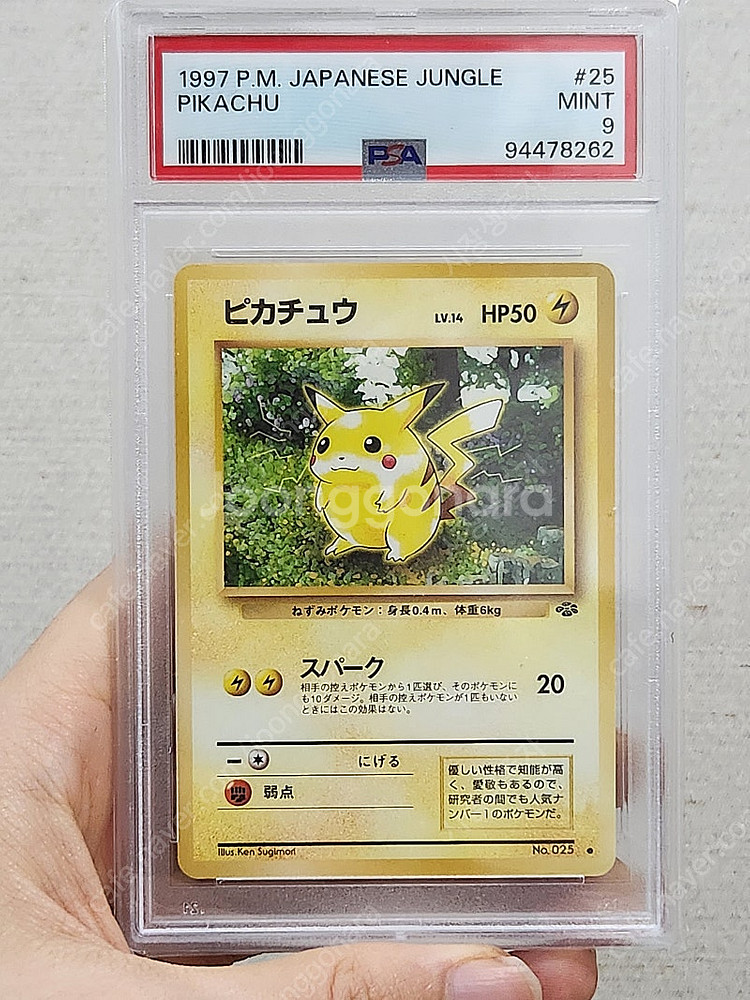 1997 P.M. JAPANESE JUNGLE #25
PIKACHU MINT
9
PSA 94478262
ピカチュウ LV.14 HP50
joonggonara
ねずみポケモン：身長0.4m、体重6kg
スパーク 20
相手の控えポケモンから1匹選び、そのポケモンに
も10ダメージ。相手の控えポケモンが1匹もいない
ときにはこの効果はない。
にげる
弱点
優しい性格で知能が高
く、愛敬もあるので、
研究者の間でも人気ナ
ンバー1のポケモンだ。
Illus.Ken Sugimori No. 025